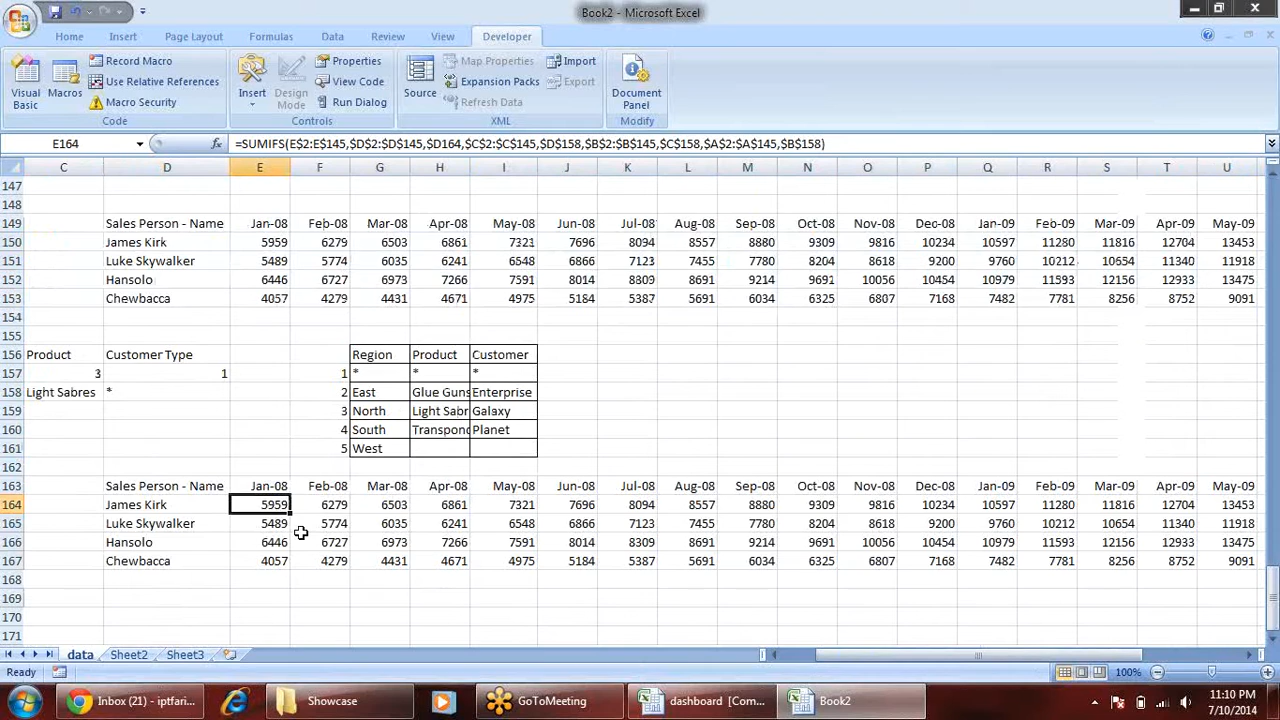 Book2 - Microsoft Excel
Home Insert Page Layout Formulas Data Review View Developer
Visual Basic Macros Record Macro Use Relative References Macro Security Code
Insert Design Mode Properties View Code Run Dialog Controls
Source Map Properties Expansion Packs Refresh Data Import Export XML
Document Panel Modify
E164 fx =SUMIFS(E$2:E$145,$D$2:$D$145,$D164,$C$2:$C$145,$D$158,$B$2:$B$145,$C$158,$A$2:$A$145,$B$158)
C D E F G H I J K L M N O P Q R S T U
147
148
149 Sales Person - Name Jan-08 Feb-08 Mar-08 Apr-08 May-08 Jun-08 Jul-08 Aug-08 Sep-08 Oct-08 Nov-08 Dec-08 Jan-09 Feb-09 Mar-09 Apr-09 May-09
150 James Kirk 5959 6279 6503 6861 7321 7696 8094 8557 8880 9309 9816 10234 10597 11280 11816 12704 13453
151 Luke Skywalker 5489 5774 6035 6241 6548 6866 7123 7455 7780 8204 8618 9200 9760 10212 10654 11340 11918
152 Hansolo 6446 6727 6973 7266 7591 8014 8809 8691 9214 9691 10056 10454 10979 11593 12156 12933 13475
153 Chewbacca 4057 4279 4431 4671 4975 5184 5387 5691 6034 6325 6807 7168 7482 7781 8256 8752 9091
154
155
156 Product Customer Type Region Product Customer
157 3 1 1 * * *
158 Light Sabres * 2 East Glue Guns Enterprise
159 3 North Light Sabr Galaxy
160 4 South Transpond Planet
161 5 West
162
163 Sales Person - Name Jan-08 Feb-08 Mar-08 Apr-08 May-08 Jun-08 Jul-08 Aug-08 Sep-08 Oct-08 Nov-08 Dec-08 Jan-09 Feb-09 Mar-09 Apr-09 May-09
164 James Kirk 5959 6279 6503 6861 7321 7696 8094 8557 8880 9309 9816 10234 10597 11280 11816 12704 13453
165 Luke Skywalker 5489 5774 6035 6241 6548 6866 7123 7455 7780 8204 8618 9200 9760 10212 10654 11340 11918
166 Hansolo 6446 6727 6973 7266 7591 8014 8309 8691 9214 9691 10056 10454 10979 11593 12156 12933 13475
167 Chewbacca 4057 4279 4431 4671 4975 5184 5387 5691 6034 6325 6807 7168 7482 7781 8256 8752 9091
168
169
170
171
data Sheet2 Sheet3
Ready 100%
Inbox (21) - iptfari... Showcase GoToMeeting dashboard [Com... Book2 11:10 PM
7/10/2014